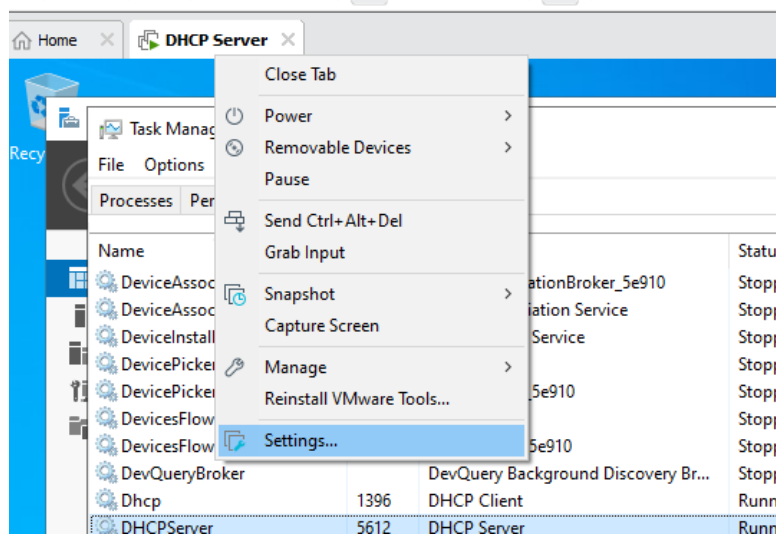 Home
DHCP Server
Close Tab
Power
Removable Devices
Pause
Send Ctrl+Alt+Del
Grab Input
Snapshot
Capture Screen
Manage
Reinstall VMware Tools...
Settings...
Recy
Task Manag
File Options
Processes Per
Name Statu
DeviceAssoc ationBroker_5e910 Stopp
DeviceAssoc iation Service Stopp
DeviceInstall Service Stopp
DevicePicker Stopp
DevicePicker _5e910 Stopp
DevicesFlow Stopp
DevicesFlow 5e910 Stopp
DevQueryBroker DevQuery Background Discovery Br... Stopp
Dhcp 1396 DHCP Client Runn
DHCPServer 5612 DHCP Server Runn